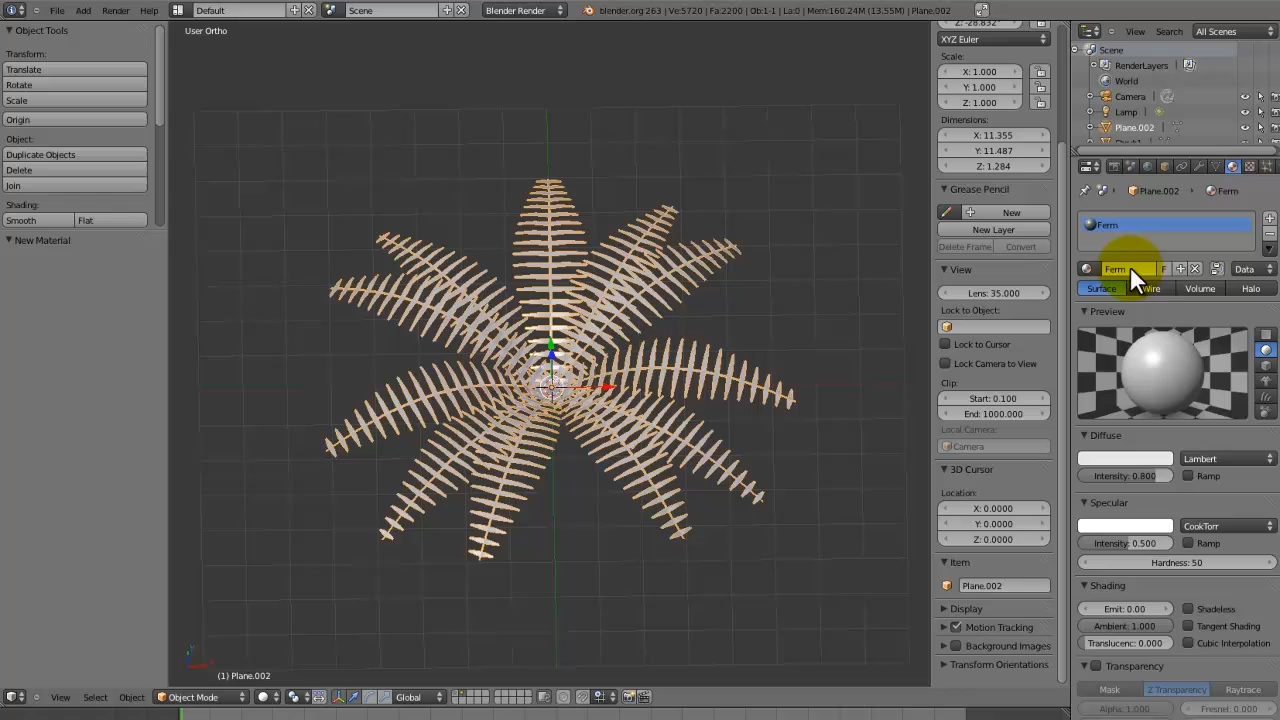 File Add Render Help Default Scene Blender Render blender.org 263 | Ve:5720 | Fa:2200 | Ob:1-1 | La:0 | Mem:160.24M (13.55M) | Plane.002
Object Tools
Transform:
Translate
Rotate
Scale
Origin
Object:
Duplicate Objects
Delete
Join
Shading:
Smooth Flat
New Material
User Ortho
(1) Plane.002
XYZ Euler
Scale:
X: 1.000
Y: 1.000
Z: 1.000
Dimensions:
X: 11.355
Y: 11.487
Z: 1.284
Grease Pencil
New
New Layer
Delete Frame Convert
View
Lens: 35.000
Lock to Object:
Lock to Cursor
Lock Camera to View
Clip:
Start: 0.100
End: 1000.000
Local Camera:
Camera
3D Cursor
Location:
X: 0.0000
Y: 0.0000
Z: 0.0000
Item
Plane.002
Display
Motion Tracking
Background Images
Transform Orientations
View Search All Scenes
Scene
RenderLayers
World
Camera
Lamp
Plane.002
Plane.002 Ferm
Ferm
Ferm F Data
Surface Wire Volume Halo
Preview
Diffuse
Lambert
Intensity: 0.800 Ramp
Specular
CookTorr
Intensity: 0.500 Ramp
Hardness: 50
Shading
Emit: 0.00 Shadeless
Ambient: 1.000 Tangent Shading
Translucenc: 0.000 Cubic Interpolation
Transparency
Mask Z Transparency Raytrace
Alpha: 1.000 Fresnel: 0.000
View Select Object Object Mode Global